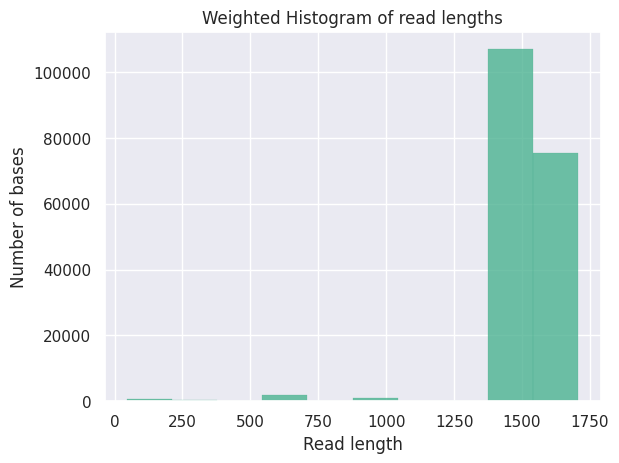 Weighted Histogram of read lengths
100000
80000
60000
40000
20000
0
Number of bases
0 250 500 750 1000 1250 1500 1750
Read length